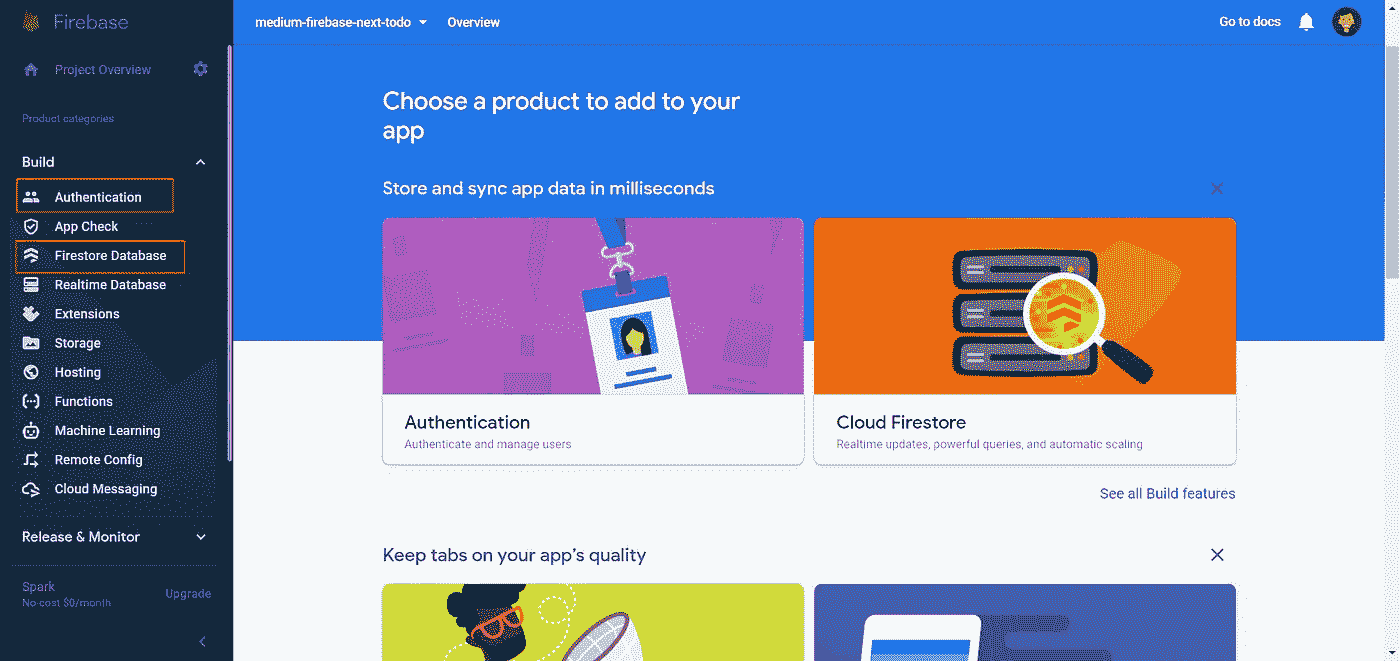 Firebase
Project Overview
Product categories
Build
Authentication
App Check
Firestore Database
Realtime Database
Extensions
Storage
Hosting
Functions
Machine Learning
Remote Config
Cloud Messaging
Release & Monitor
Spark
No-cost $0/month
Upgrade
medium-firebase-next-todo
Overview
Go to docs
Choose a product to add to your
app
Store and sync app data in milliseconds
Authentication
Authenticate and manage users
Cloud Firestore
Realtime updates, powerful queries, and automatic scaling
See all Build features
Keep tabs on your app's quality